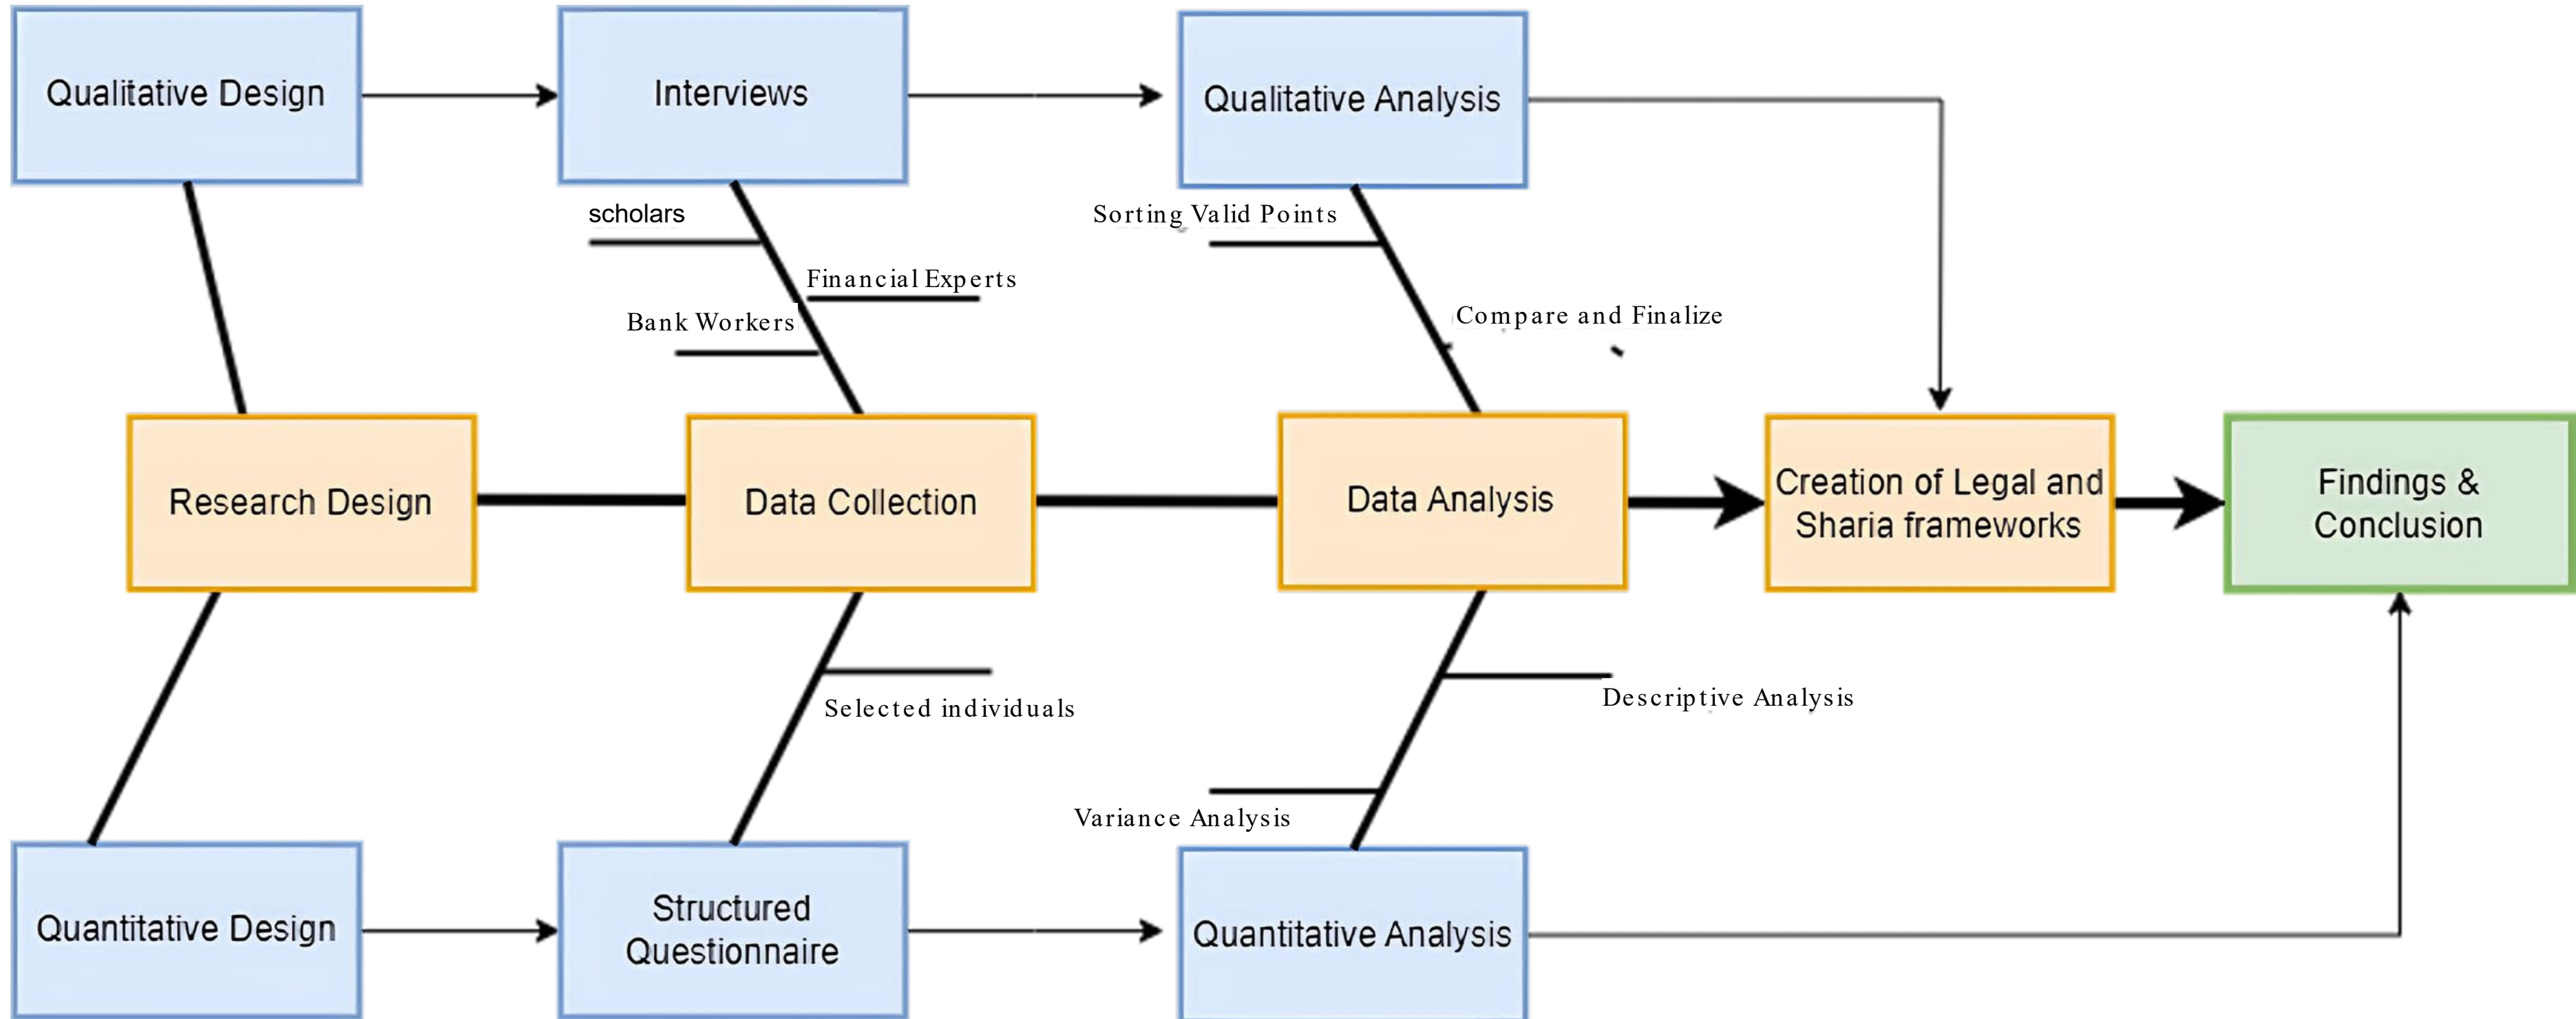 Qualitative Design
Interviews
Qualitative Analysis
scholars
Sorting Valid Points
Financial Experts
Bank Workers
Compare and Finalize
Research Design
Data Collection
Data Analysis
Creation of Legal and
Sharia frameworks
Findings &
Conclusion
Selected individuals
Descriptive Analysis
Variance Analysis
Quantitative Design
Structured
Questionnaire
Quantitative Analysis